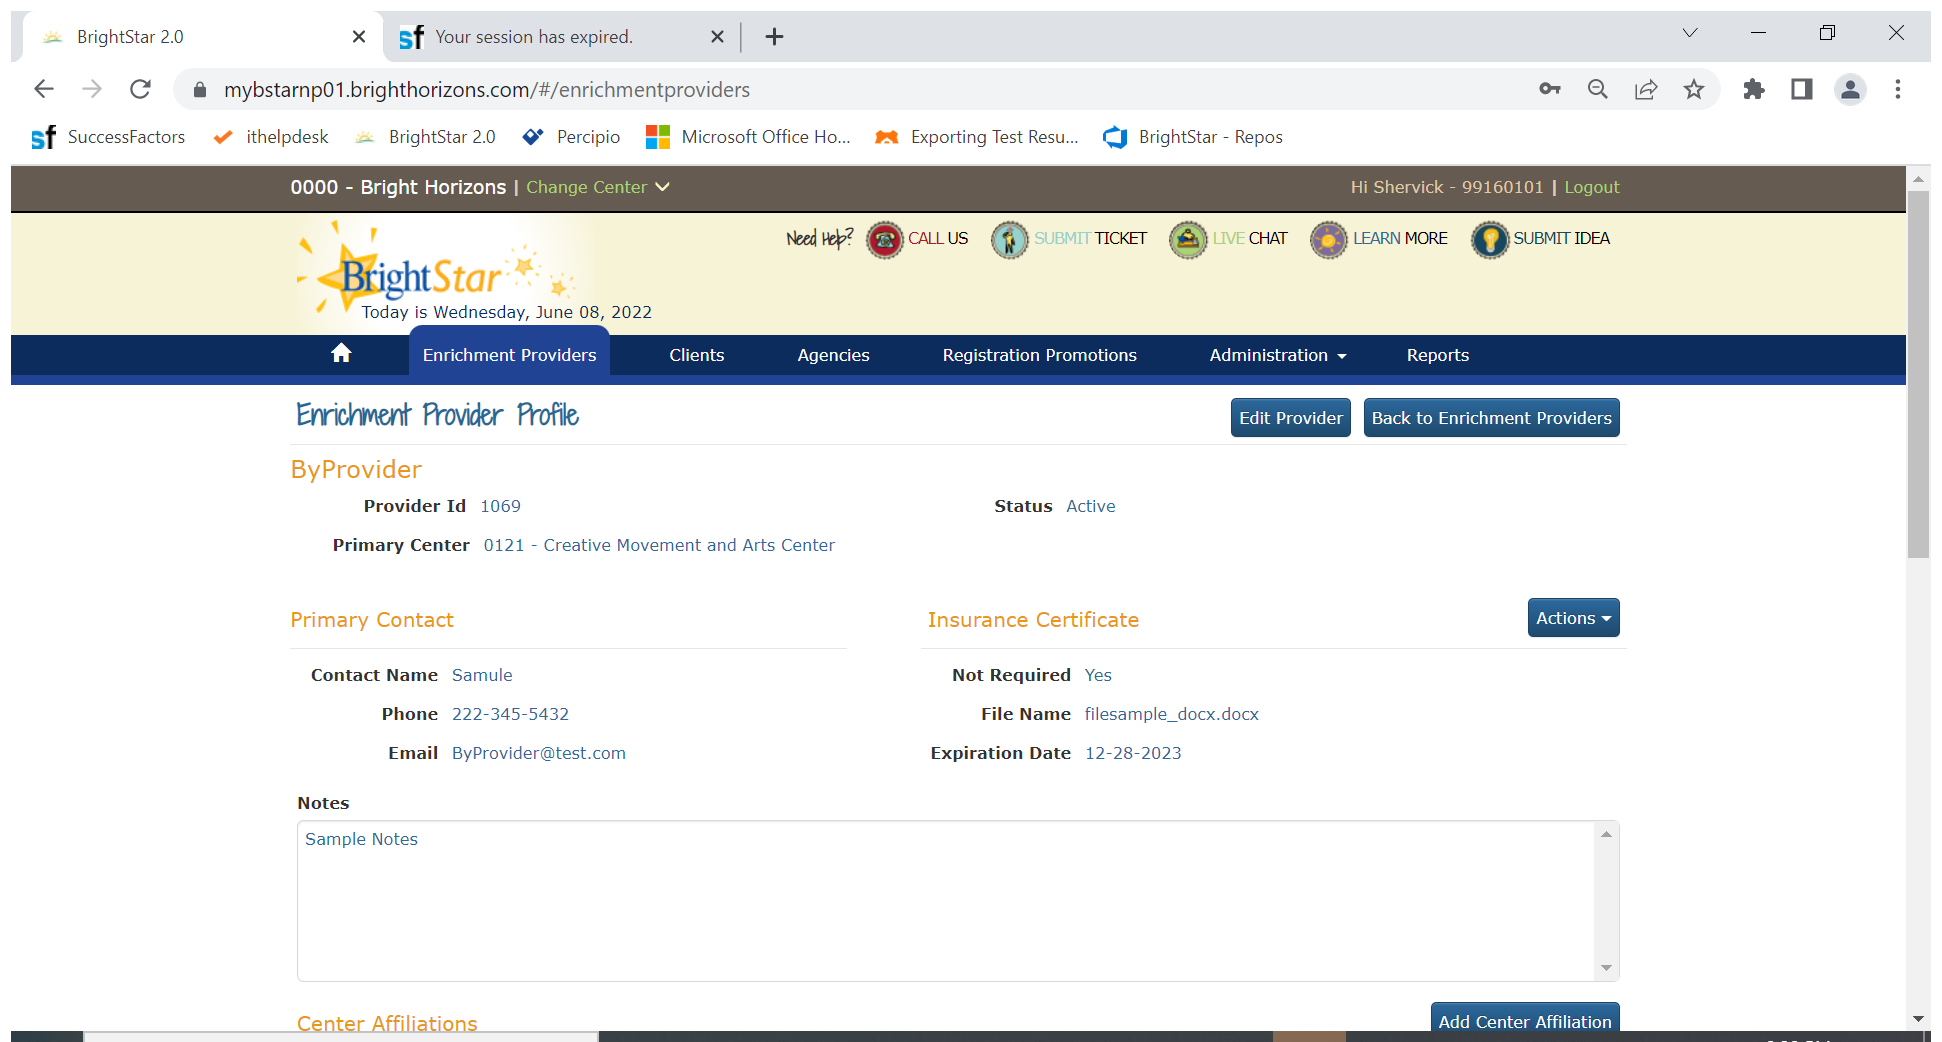 BrightStar 2.0
sf Your session has expired.
mybstarnp01.brighthorizons.com/#/enrichmentproviders
sf SuccessFactors ithelpdesk BrightStar 2.0 Percipio Microsoft Office Ho... Exporting Test Resu... BrightStar - Repos
0000 - Bright Horizons | Change Center Hi Shervick - 99160101 | Logout
Need Help? CALL US SUBMIT TICKET LIVE CHAT LEARN MORE SUBMIT IDEA
BrightStar
Today is Wednesday, June 08, 2022
Enrichment Providers Clients Agencies Registration Promotions Administration Reports
Enrichment Provider Profile Edit Provider Back to Enrichment Providers
ByProvider
Provider Id 1069 Status Active
Primary Center 0121 - Creative Movement and Arts Center
Primary Contact Insurance Certificate Actions
Contact Name Samule Not Required Yes
Phone 222-345-5432 File Name filesample_docx.docx
Email ByProvider@test.com Expiration Date 12-28-2023
Notes
Sample Notes
Center Affiliations Add Center Affiliation